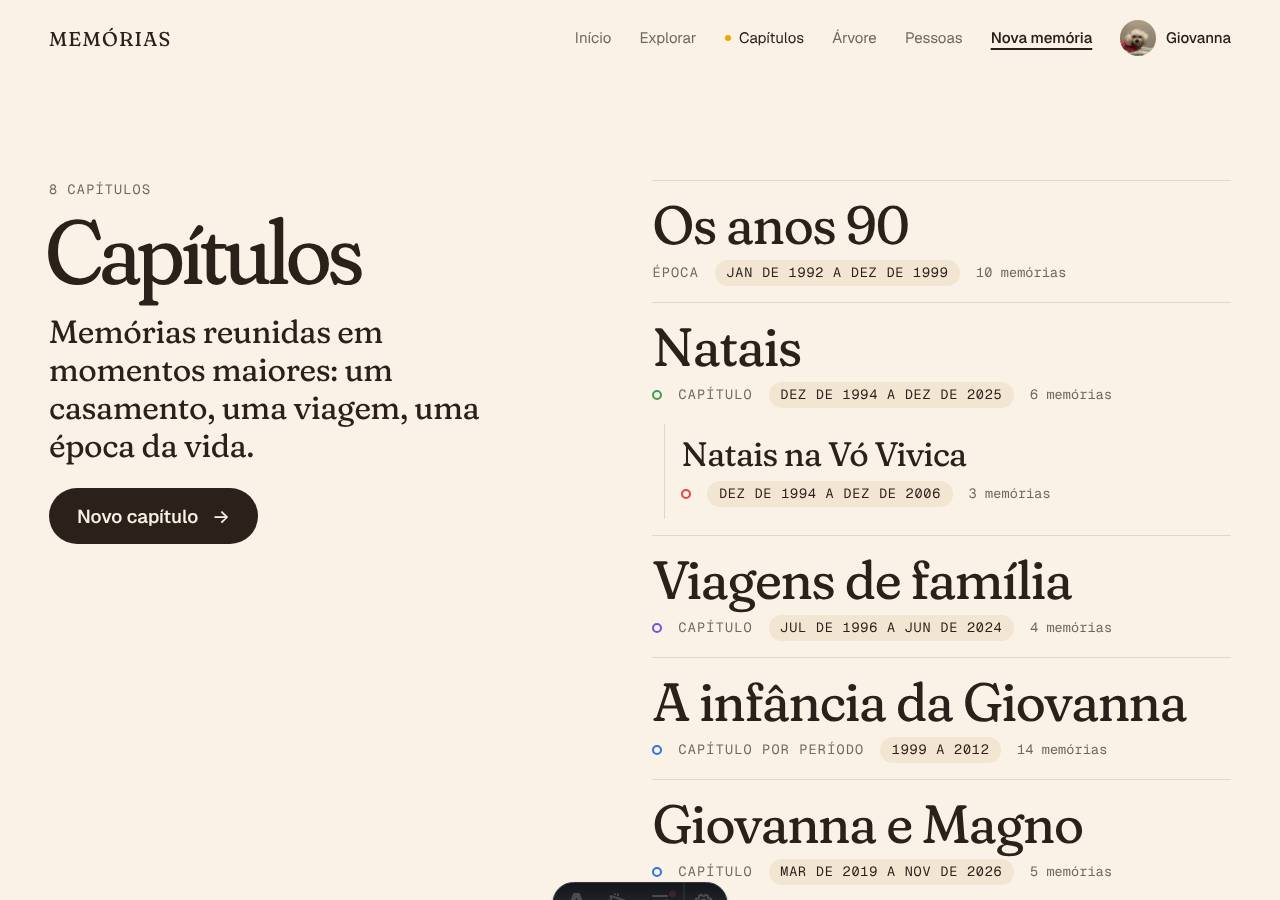 MEMÓRIAS
Início
Explorar
Capítulos
Árvore
Pessoas
Nova memória
Giovanna
8 CAPÍTULOS
Capítulos
Memórias reunidas em
momentos maiores: um
casamento, uma viagem, uma
época da vida.
Novo capítulo →
Os anos 90
ÉPOCA JAN DE 1992 A DEZ DE 1999 10 memórias
Natais
CAPÍTULO DEZ DE 1994 A DEZ DE 2025 6 memórias
Natais na Vó Vivica
DEZ DE 1994 A DEZ DE 2006 3 memórias
Viagens de família
CAPÍTULO JUL DE 1996 A JUN DE 2024 4 memórias
A infância da Giovanna
CAPÍTULO POR PERÍODO 1999 A 2012 14 memórias
Giovanna e Magno
CAPÍTULO MAR DE 2019 A NOV DE 2026 5 memórias